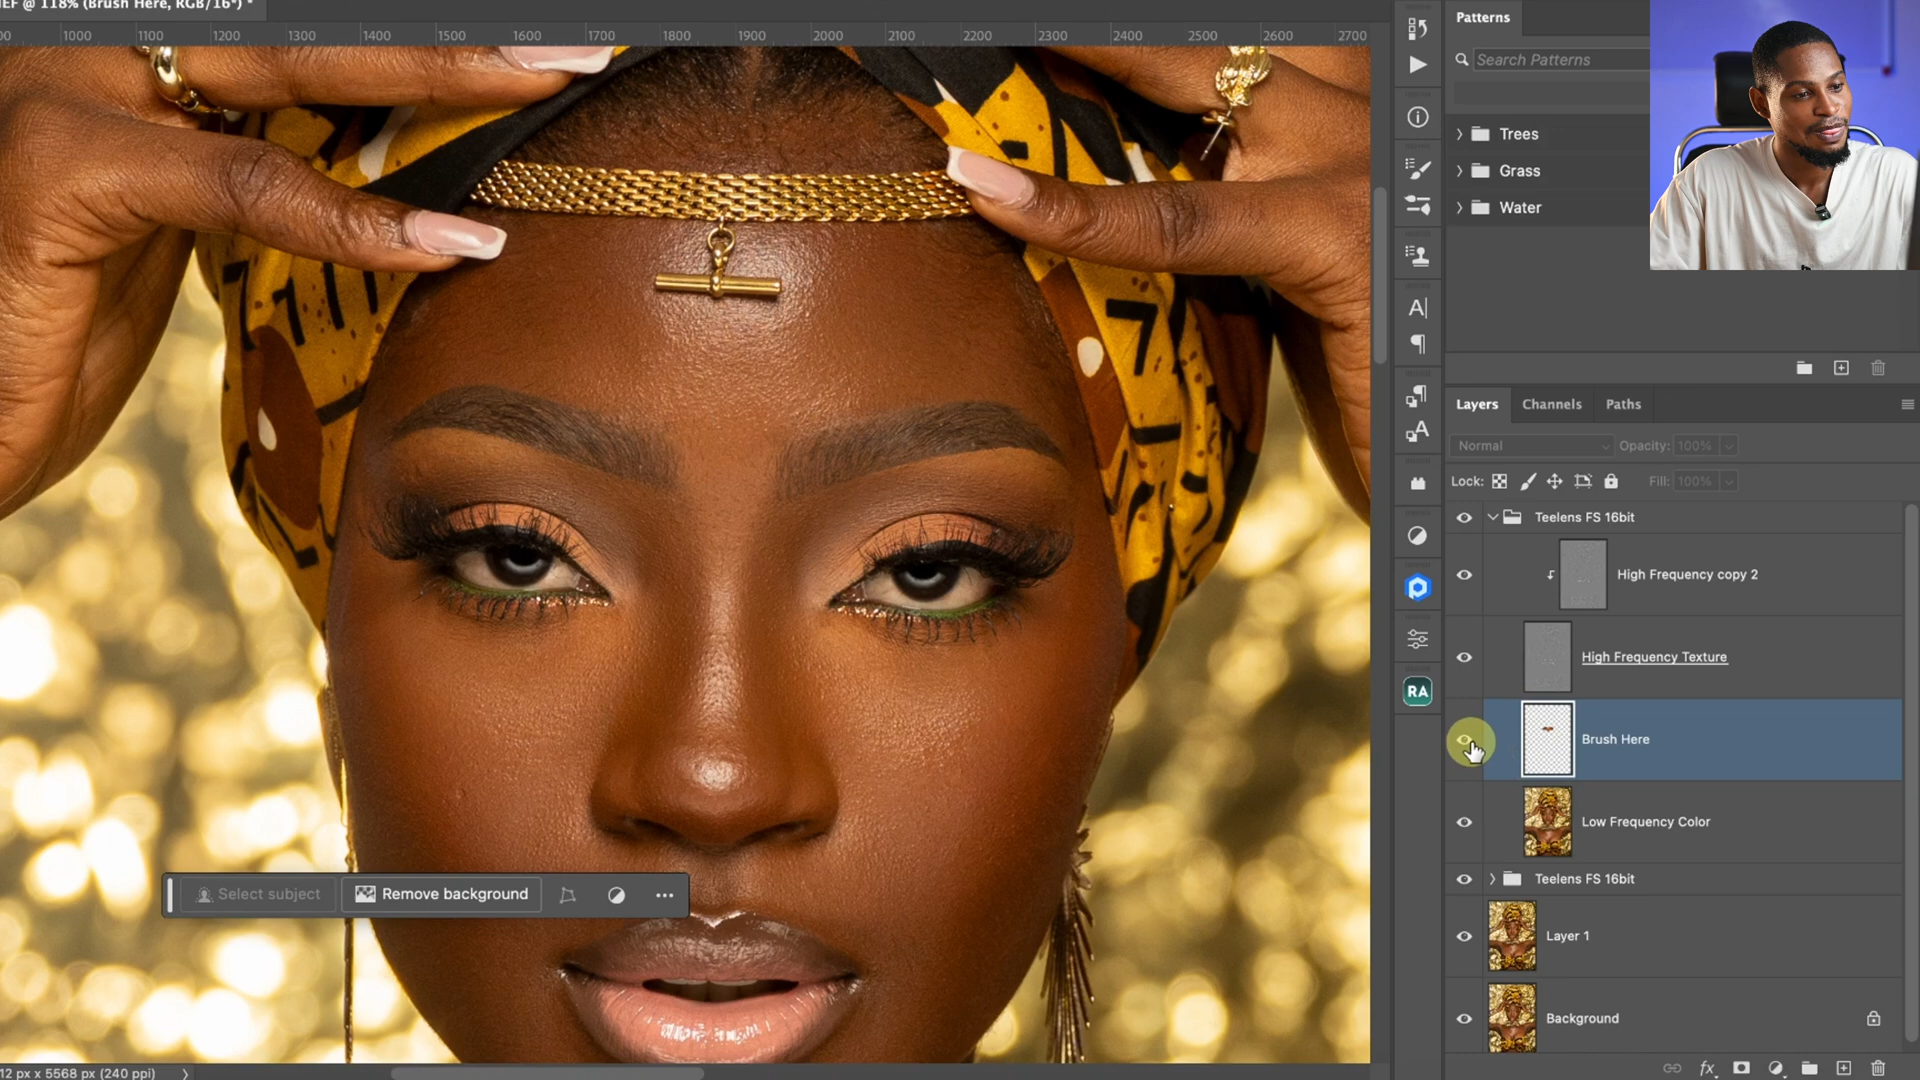 EF @ 118% (Brush Here, RGB/16*) *
00 1000 1100 1200 1300 1400 1500 1600 1700 1800 1900 2000 2100 2200 2300 2400 2500 2600 2700
Patterns
Search Patterns
Trees
Grass
Water
Layers Channels Paths
Normal Opacity: 100%
Lock: Fill: 100%
Teelens FS 16bit
High Frequency copy 2
High Frequency Texture
Brush Here
Low Frequency Color
Teelens FS 16bit
Layer 1
Background
RA
Select subject Remove background
12 px x 5568 px (240 ppi)
fx